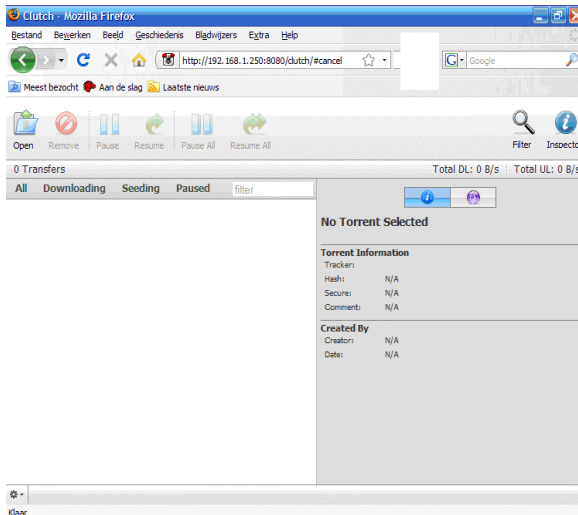 Clutch - Mozilla Firefox
Bestand Bewerken Beeld Geschiedenis Bladwijzers Extra Help
http://192.168.1.250:8080/clutch/#cancel G Google
Meest bezocht Aan de slag Laatste nieuws
Open Remove Pause Resume Pause All Resume All Filter Inspecto
0 Transfers Total DL: 0 B/s Total UL: 0 B/s
All Downloading Seeding Paused filter
No Torrent Selected
Torrent Information
Tracker:
Hash: N/A
Secure: N/A
Comment: N/A
Created By
Creator: N/A
Date: N/A
Klaar